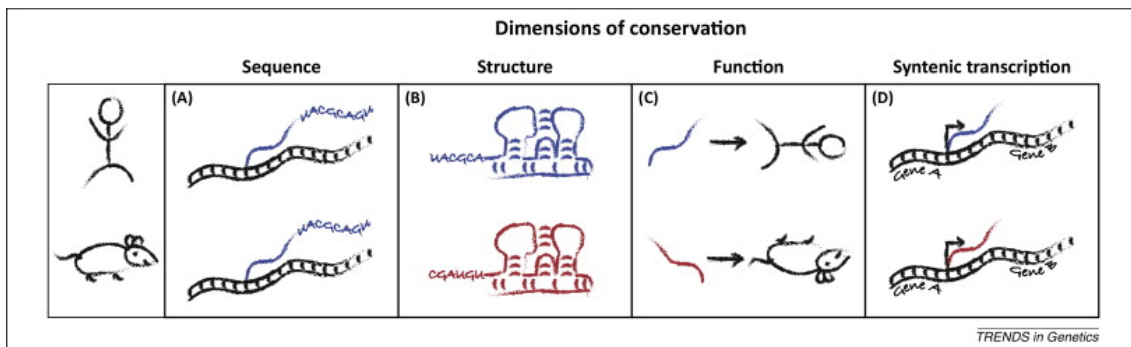 Dimensions of conservation
Sequence Structure Function Syntenic transcription
(A) (B) (C) (D)
UACGCAGU
UACGCA
Gene A Gene B
UACGCAGU
CGAUGU
Gene A Gene B
TRENDS in Genetics